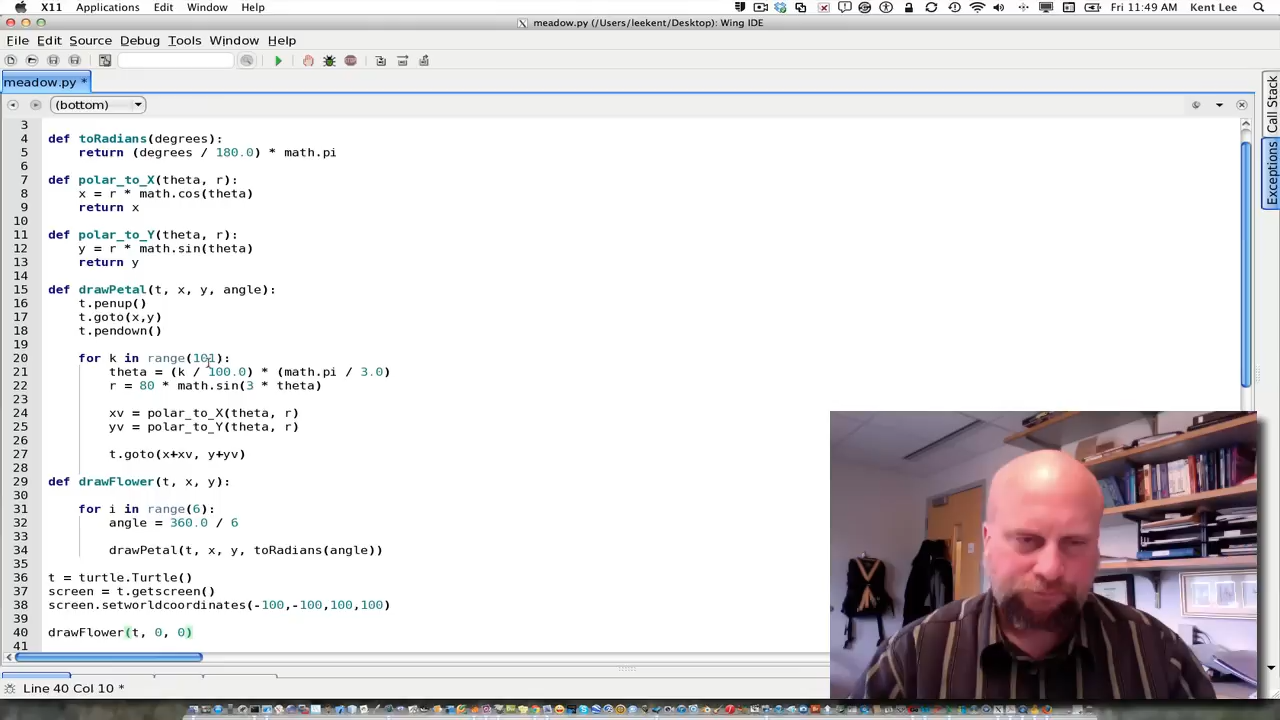 X11 Applications Edit Window Help Fri 11:49 AM Kent Lee
meadow.py (/Users/leekent/Desktop): Wing IDE
File Edit Source Debug Tools Window Help
meadow.py *
(bottom)
Call Stack
Exceptions
3
4 def toRadians(degrees):
5 return (degrees / 180.0) * math.pi
6
7 def polar_to_X(theta, r):
8 x = r * math.cos(theta)
9 return x
10
11 def polar_to_Y(theta, r):
12 y = r * math.sin(theta)
13 return y
14
15 def drawPetal(t, x, y, angle):
16 t.penup()
17 t.goto(x,y)
18 t.pendown()
19
20 for k in range(101):
21 theta = (k / 100.0) * (math.pi / 3.0)
22 r = 80 * math.sin(3 * theta)
23
24 xv = polar_to_X(theta, r)
25 yv = polar_to_Y(theta, r)
26
27 t.goto(x+xv, y+yv)
28
29 def drawFlower(t, x, y):
30
31 for i in range(6):
32 angle = 360.0 / 6
33
34 drawPetal(t, x, y, toRadians(angle))
35
36 t = turtle.Turtle()
37 screen = t.getscreen()
38 screen.setworldcoordinates(-100,-100,100,100)
39
40 drawFlower(t, 0, 0)
41
Line 40 Col 10 *